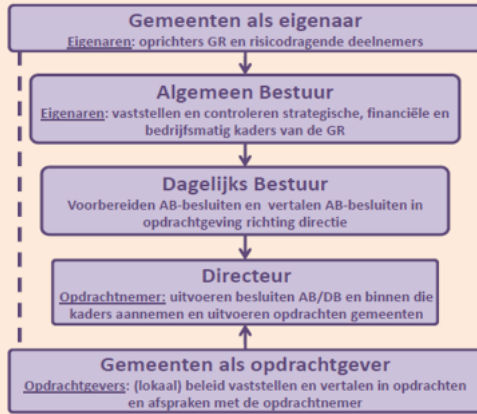 Gemeenten als eigenaar
Eigenaren: oprichters GR en risicodragende deelnemers
Algemeen Bestuur
Eigenaren: vaststellen en controleren strategische, financiële en
bedrijfsmatig kaders van de GR
Dagelijks Bestuur
Voorbereiden AB-besluiten en vertalen AB-besluiten in
opdrachtgeving richting directie
Directeur
Opdrachtnemer: uitvoeren besluiten AB/DB en binnen die
kaders aannemen en uitvoeren opdrachten gemeenten
Gemeenten als opdrachtgever
Opdrachtgevers: (lokaal) beleid vaststellen en vertalen in opdrachten
en afspraken met de opdrachtnemer